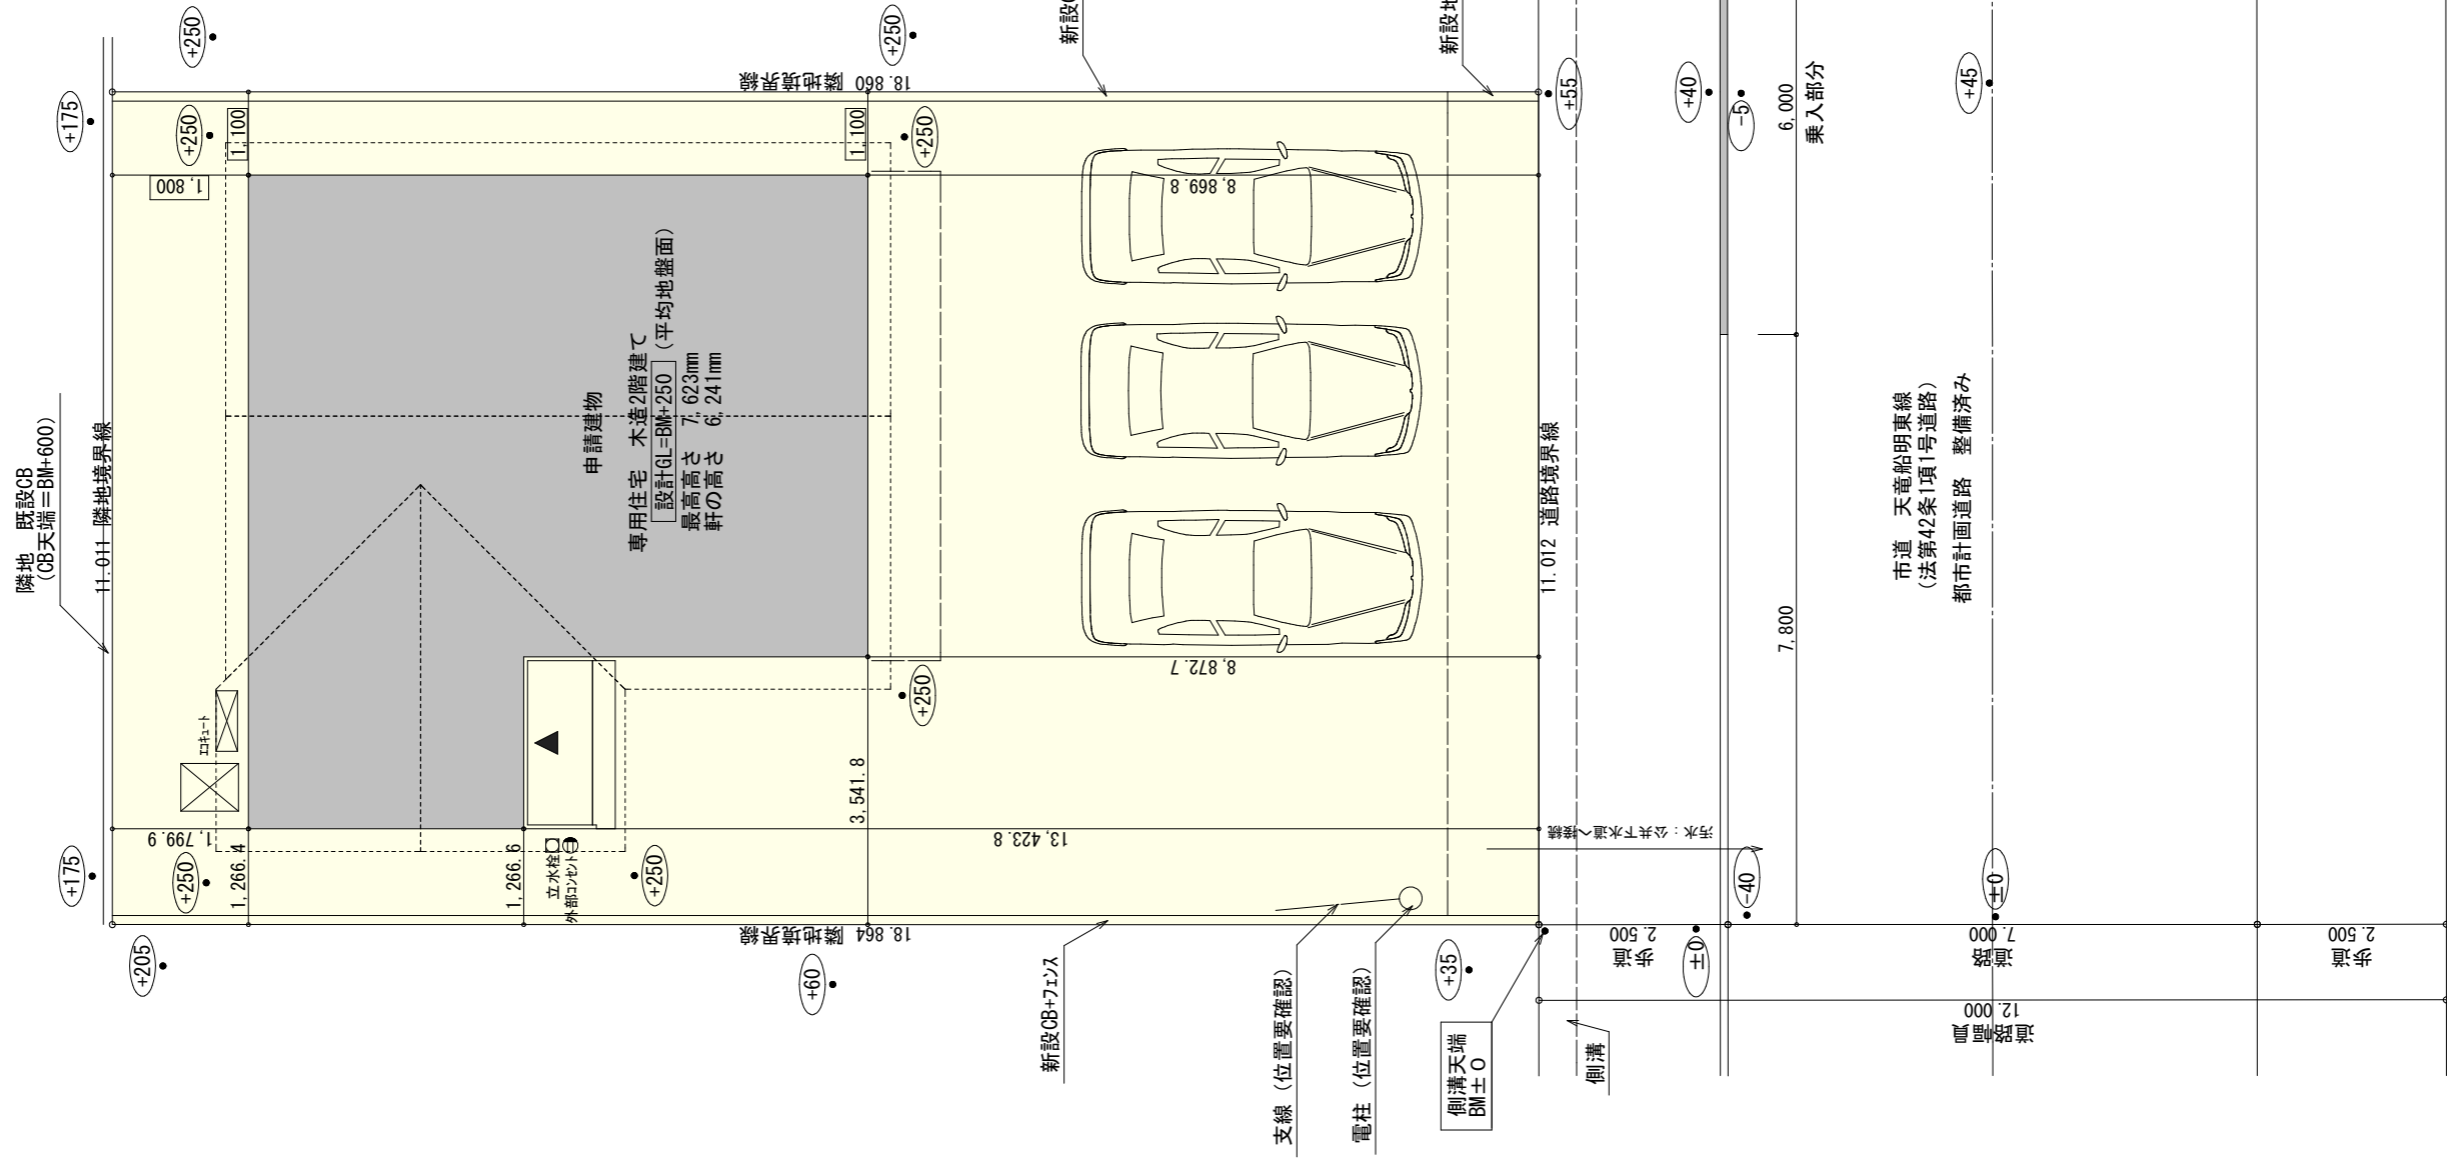 隣地　既設CB
(CB天端＝BM+600)
11.011 隣地境界線
+175
+250
+250
+175
+250
1,100
1,100
+250
1,800
18.860 隣地境界線
新設
新設地
+55
+40
-5
6,000
乗入部分
+45
8,869.8
申請建物
専用住宅　木造2階建て
設計GL=BM+250（平均地盤面）
最高高さ　7,623mm
軒の高さ　6,241mm
11.012 道路境界線
市道　天竜船明東線
(法第42条1項1号道路)
都市計画道路　整備済み
7,800
8,872.7
+250
ｴｺｷｭｰﾄ
3,541.8
13,423.8
1,799.9
+175
+250
1,266.4
1,266.6
立水栓
外部ｺﾝｾﾝﾄ
+250
汚水：公共下水道へ接続
-40
±0
18.864 隣地境界線
+205
+60
新設CB+ﾌｪﾝｽ
支線（位置要確認）
電柱（位置要確認）
+35
側溝天端
BM±0
側溝
歩道
2.500
±0
道路
7.000
歩道
2.500
道路幅員
12.000